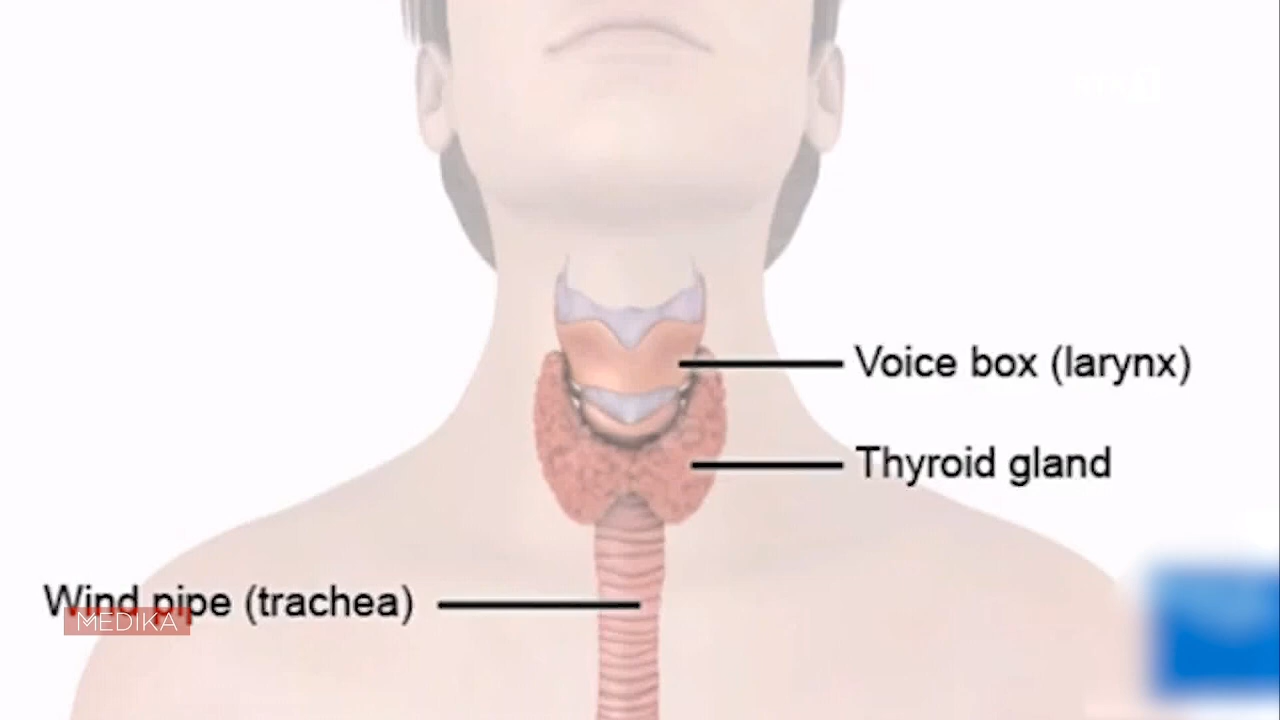 Voice box (larynx)
Thyroid gland
Wind pipe (trachea)
MEDIKA